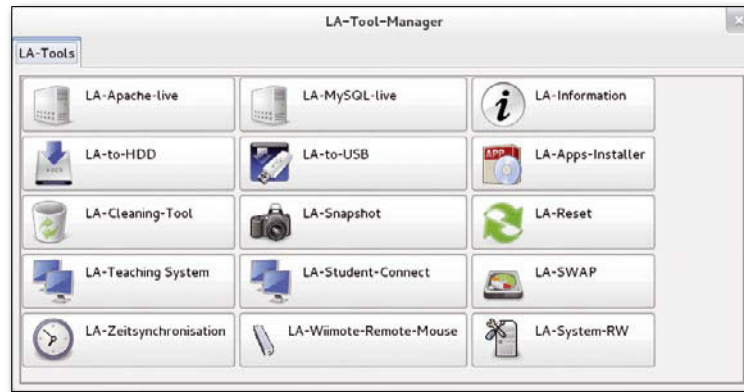 LA-Tool-Manager
LA-Tools
LA-Apache-live
LA-MySQL-live
LA-Information
LA-to-HDD
LA-to-USB
LA-Apps-Installer
LA-Cleaning-Tool
LA-Snapshot
LA-Reset
LA-Teaching System
LA-Student-Connect
LA-SWAP
LA-Zeitsynchronisation
LA-Wiimote-Remote-Mouse
LA-System-RW